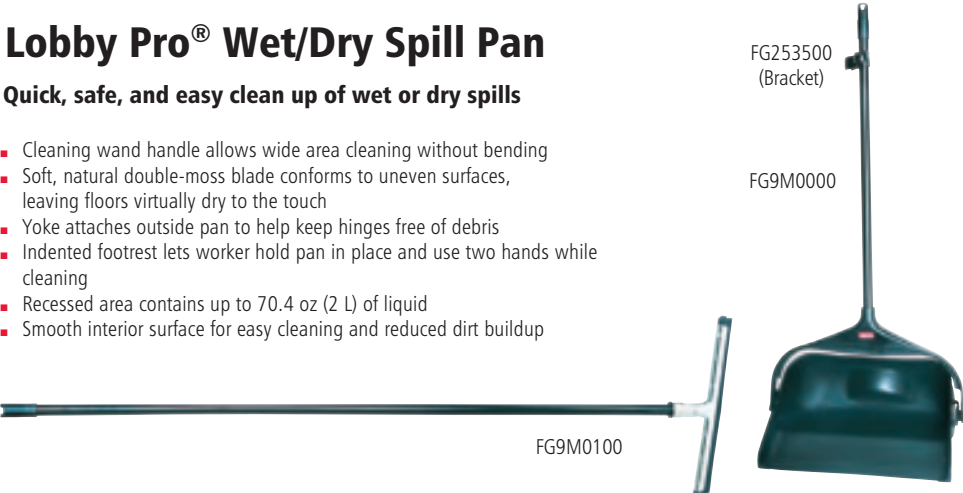 Lobby Pro® Wet/Dry Spill Pan
Quick, safe, and easy clean up of wet or dry spills
Cleaning wand handle allows wide area cleaning without bending
Soft, natural double-moss blade conforms to uneven surfaces,
leaving floors virtually dry to the touch
Yoke attaches outside pan to help keep hinges free of debris
Indented footrest lets worker hold pan in place and use two hands while
cleaning
Recessed area contains up to 70.4 oz (2 L) of liquid
Smooth interior surface for easy cleaning and reduced dirt buildup
FG253500
(Bracket)
FG9M0000
FG9M0100